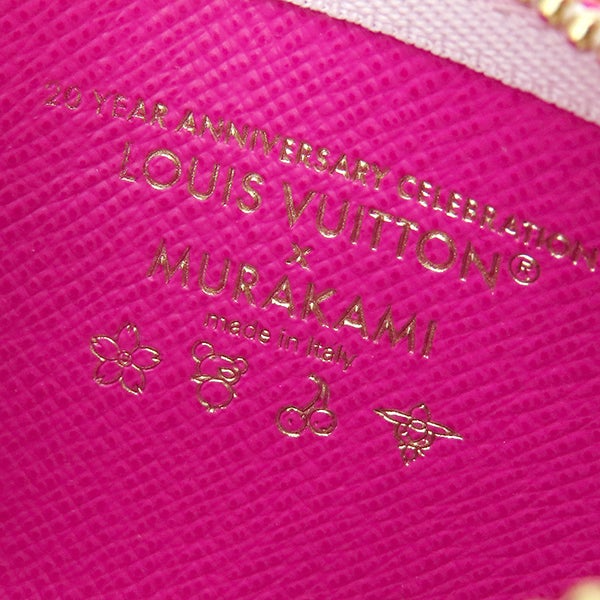 20 YEAR ANNIVERSARY CELEBRATION
LOUIS VUITTON®
x
MURAKAMI
made in Italy